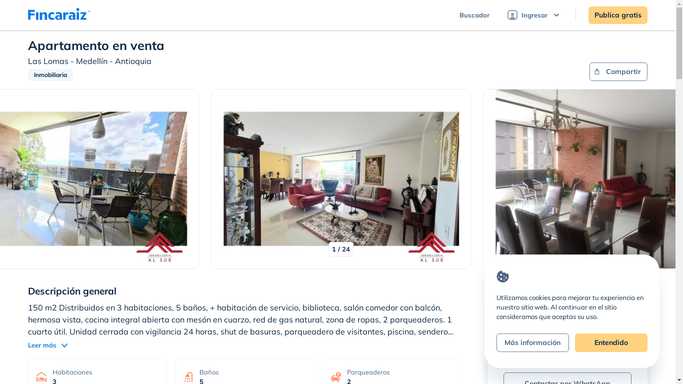 Fincaraiz
Buscador
Ingresar
Publica gratis
Apartamento en venta
Las Lomas - Medellín - Antioquia
Inmobiliaria
Compartir
AL SUR
1 / 24
AL SUR
Descripción general
150 m2 Distribuidos en 3 habitaciones, 5 baños, + habitación de servicio, biblioteca, salón comedor con balcón,
hermosa vista, cocina integral abierta con mesón en cuarzo, red de gas natural, zona de ropas, 2 parqueaderos. 1
cuarto útil. Unidad cerrada con vigilancia 24 horas, shut de basuras, parqueadero de visitantes, piscina, sendero...
Leer más
Habitaciones
3
Baños
5
Parqueaderos
2
Utilizamos cookies para mejorar tu experiencia en
nuestro sitio web. Al continuar en el sitio
consideramos que aceptas su uso.
Más información
Entendido
Contactar por WhatsApp